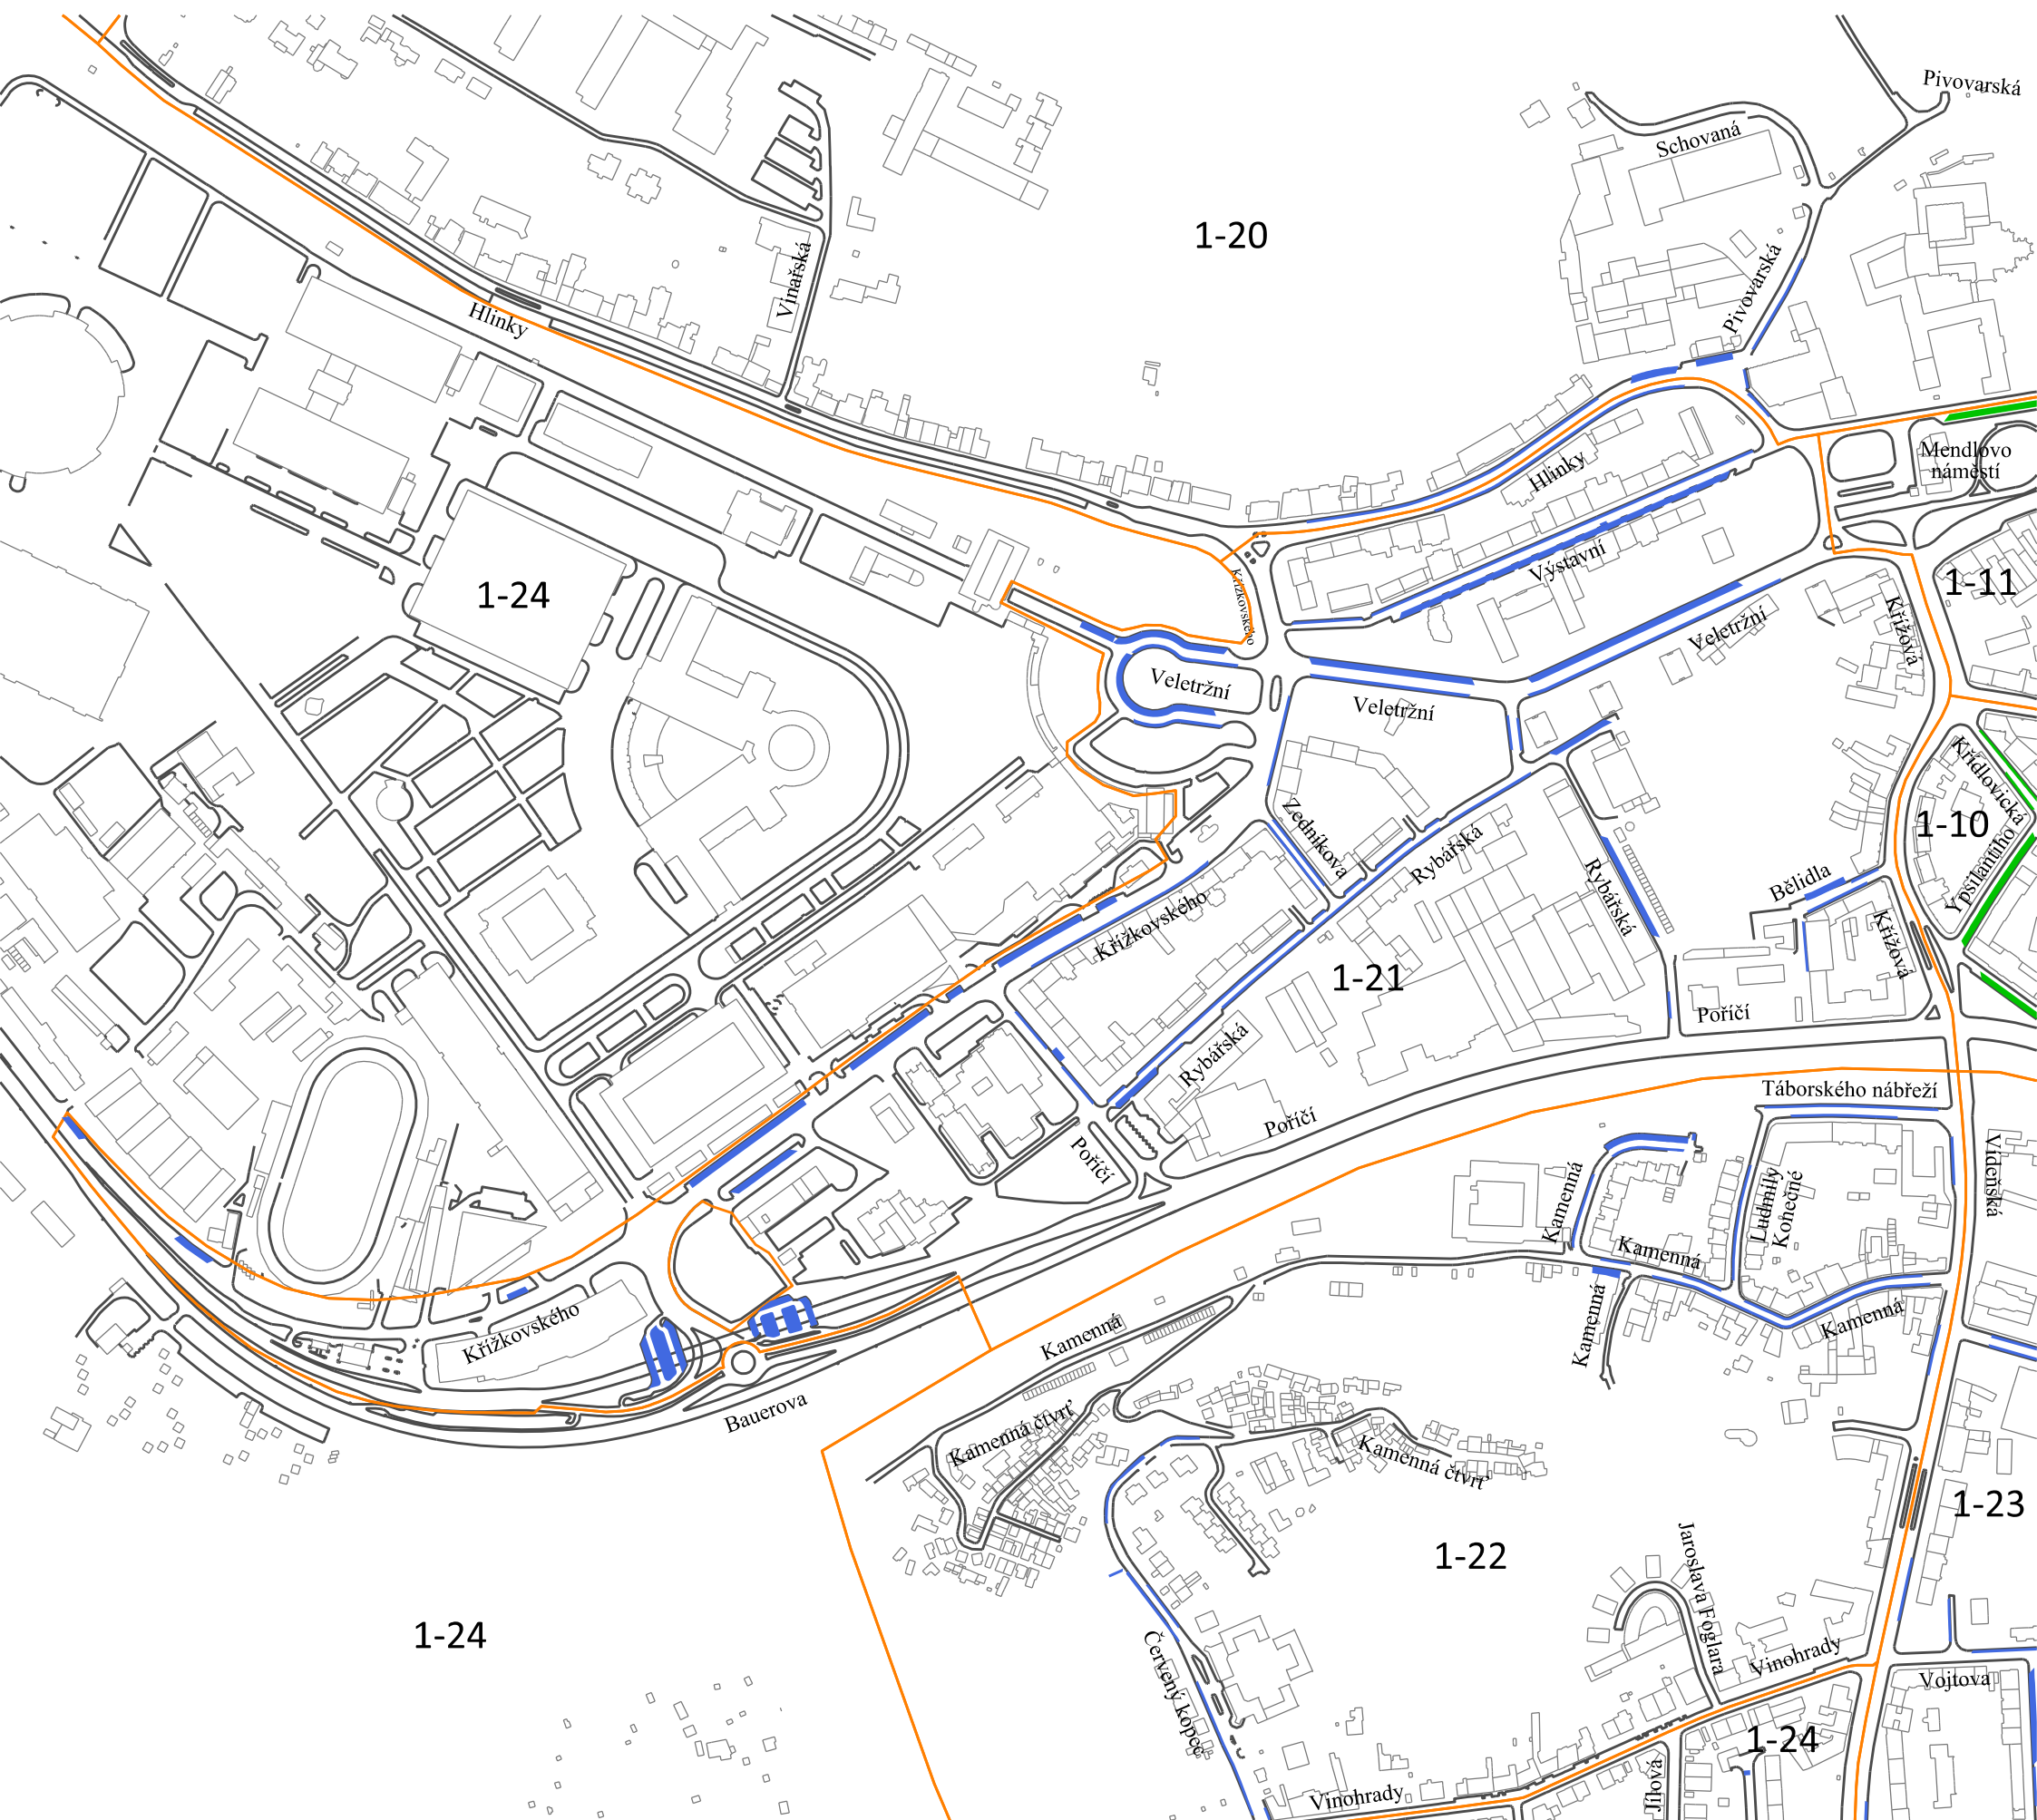 Pivovarská
Schovaná
1-20
Vinařská
Pivovarská
Hlinky
Mendlovo
náměstí
Hlinky
Výstavní
1-24
Křížkovského
1-11
Křížová
Veletržní
Veletržní
Veletržní
Křídlovická
1-10
Zedníkova
Rybářská
Rybářská
Bělidla
Ypsilantiho
Křížkovského
Křížová
1-21
Poříčí
Rybářská
Táborského nábřeží
Poříčí
Poříčí
Vídeňská
Kamenná
Ludmily
Konečné
Kamenná
Kamenná
Kamenná
Křížkovského
Kamenná
Bauerova
Kamenná čtvrť
Kamenná čtvrť
1-23
1-22
Jaroslava Foglara
1-24
Červený kopec
Vinohrady
Vojtova
1-24
Vinohrady
Jílová